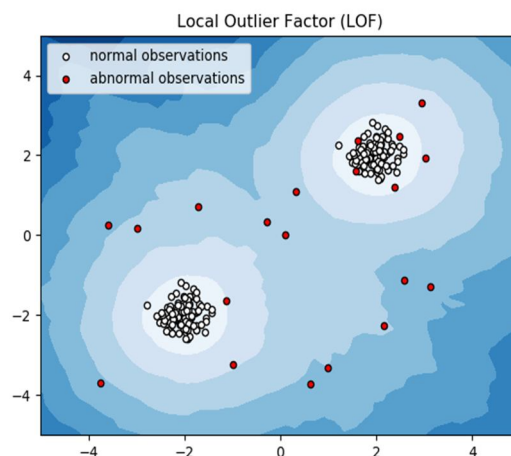 Local Outlier Factor (LOF)
normal observations
abnormal observations
4
2
0
−2
−4
−4 −2 0 2 4